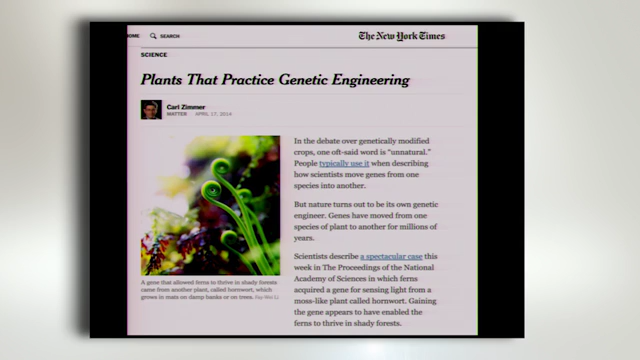 HOME SEARCH The New York Times
SCIENCE
Plants That Practice Genetic Engineering
Carl Zimmer
MATTER APRIL 17, 2014
In the debate over genetically modified
crops, one oft-said word is “unnatural.”
People typically use it when describing
how scientists move genes from one
species into another.
But nature turns out to be its own genetic
engineer. Genes have moved from one
species of plant to another for millions of
years.
Scientists describe a spectacular case this
week in The Proceedings of the National
Academy of Sciences in which ferns
acquired a gene for sensing light from a
moss-like plant called hornwort. Gaining
the gene appears to have enabled the
ferns to thrive in shady forests.
A gene that allowed ferns to thrive in shady forests
came from another plant, called hornwort, which
grows in mats on damp banks or on trees. Fay-Wei Li